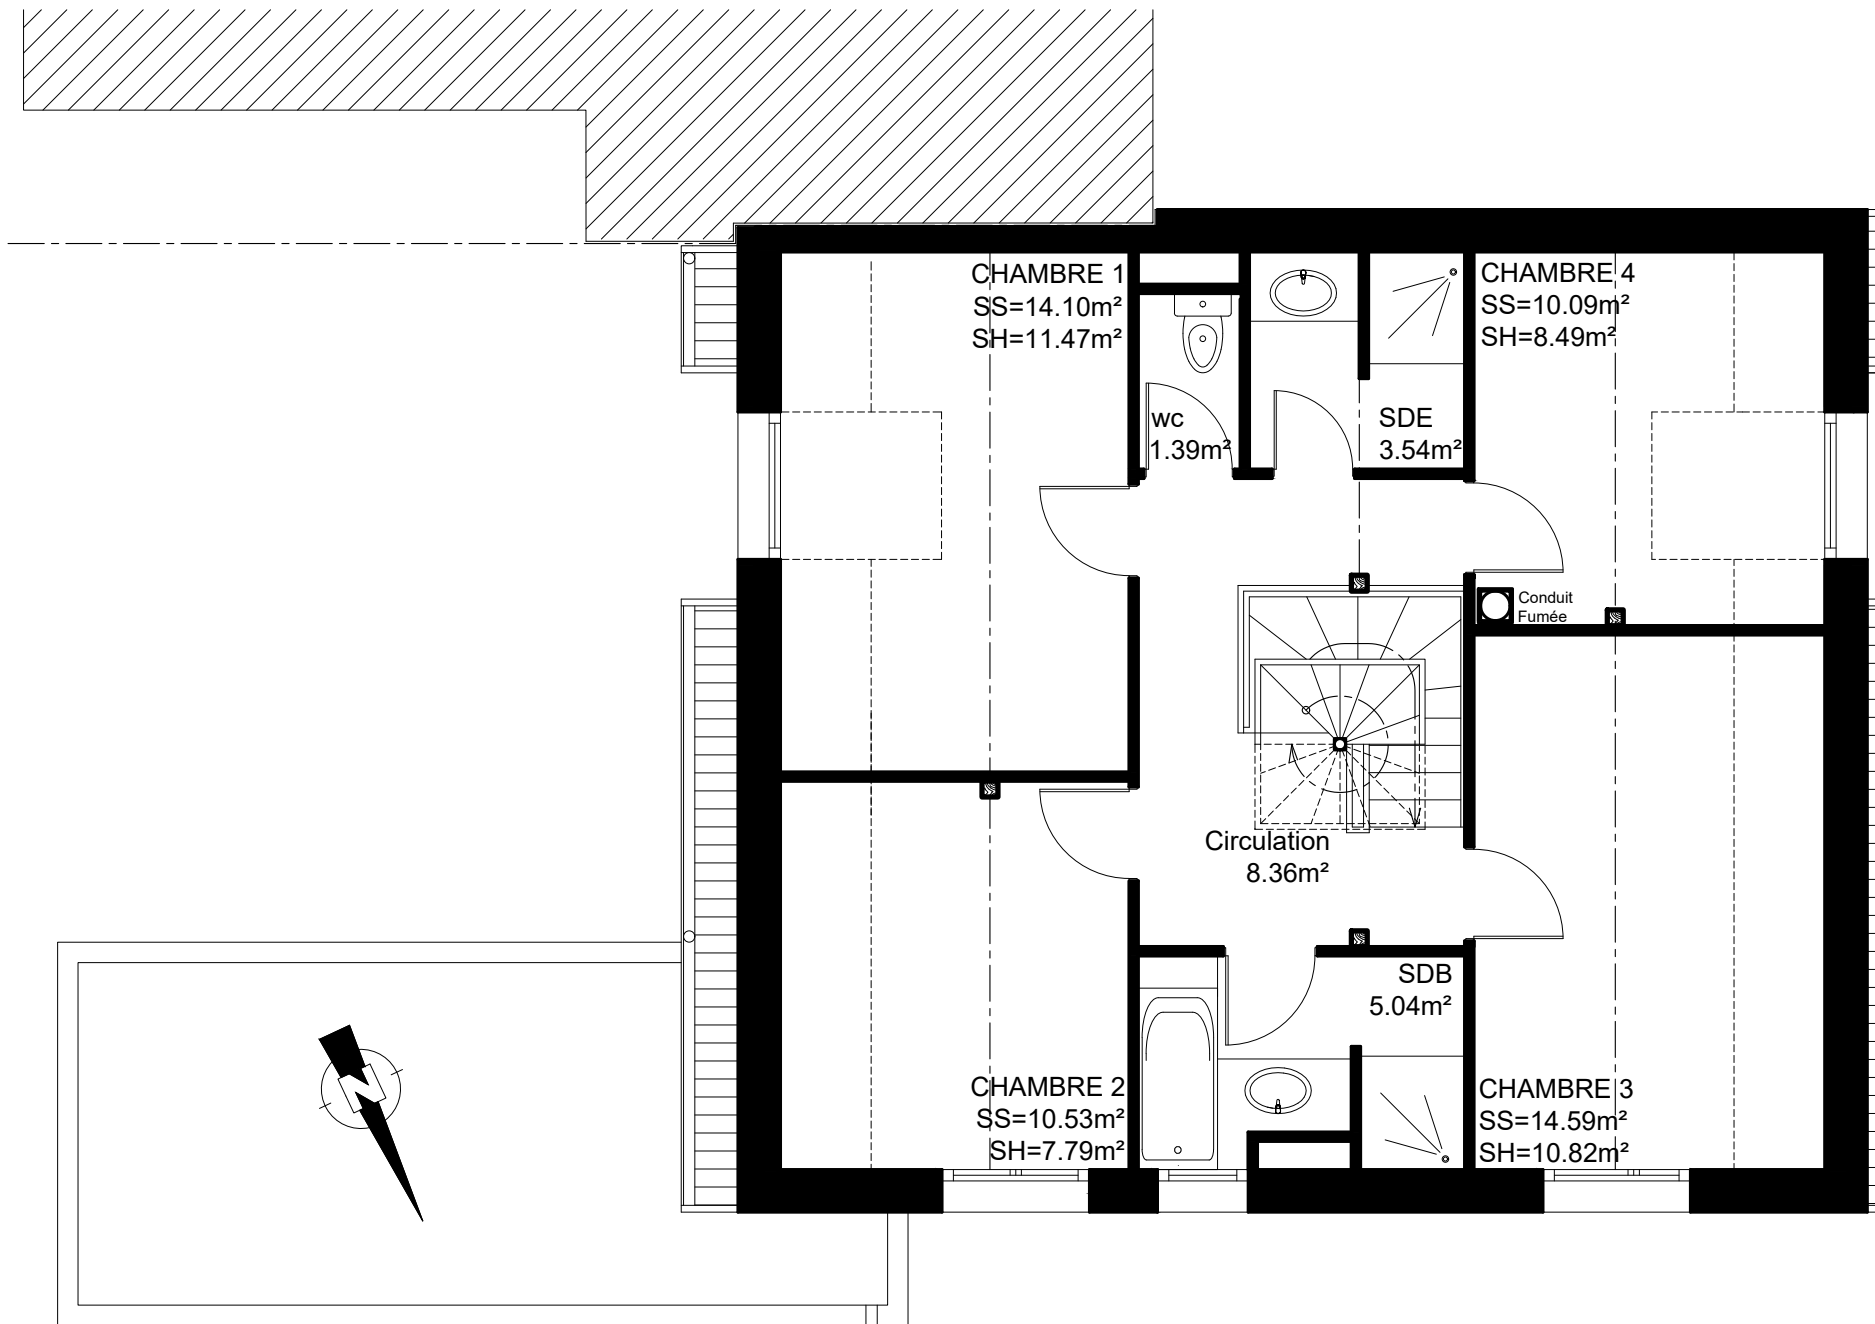 CHAMBRE 1
SS=14.10m²
SH=11.47m²
CHAMBRE 4
SS=10.09m²
SH=8.49m²
wc
1.39m²
SDE
3.54m²
Conduit
Fumée
Circulation
8.36m²
SDB
5.04m²
CHAMBRE 2
SS=10.53m²
SH=7.79m²
CHAMBRE 3
SS=14.59m²
SH=10.82m²